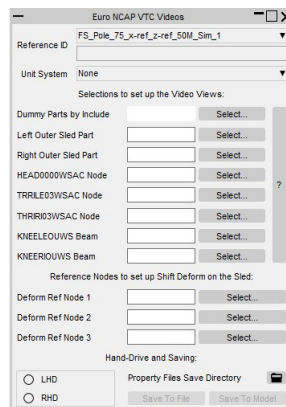 Euro NCAP VTC Videos
Reference ID
FS_Pole_75_x-ref_z-ref_50M_Sim_1
Unit System
None
Selections to set up the Video Views:
Dummy Parts by Include Select...
Left Outer Sled Part Select...
Right Outer Sled Part Select...
HEAD0000WSAC Node Select...
TRRILE03WSAC Node Select...
THRIRI03WSAC Node Select...
KNEELEOUWS Beam Select...
KNEERIOUWS Beam Select...
?
Reference Nodes to set up Shift Deform on the Sled:
Deform Ref Node 1 Select...
Deform Ref Node 2 Select...
Deform Ref Node 3 Select...
Hand-Drive and Saving:
LHD Property Files Save Directory
RHD Save To File Save To Model